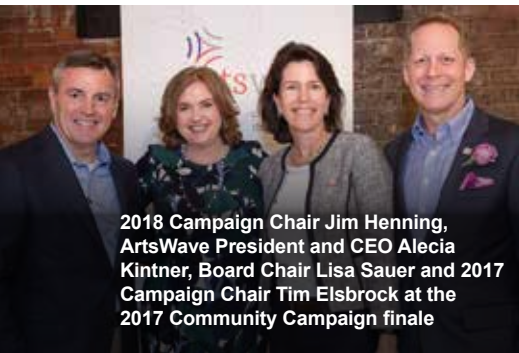 2018 Campaign Chair Jim Henning,
ArtsWave President and CEO Alecia
Kintner, Board Chair Lisa Sauer and 2017
Campaign Chair Tim Elsbrock at the
2017 Community Campaign finale